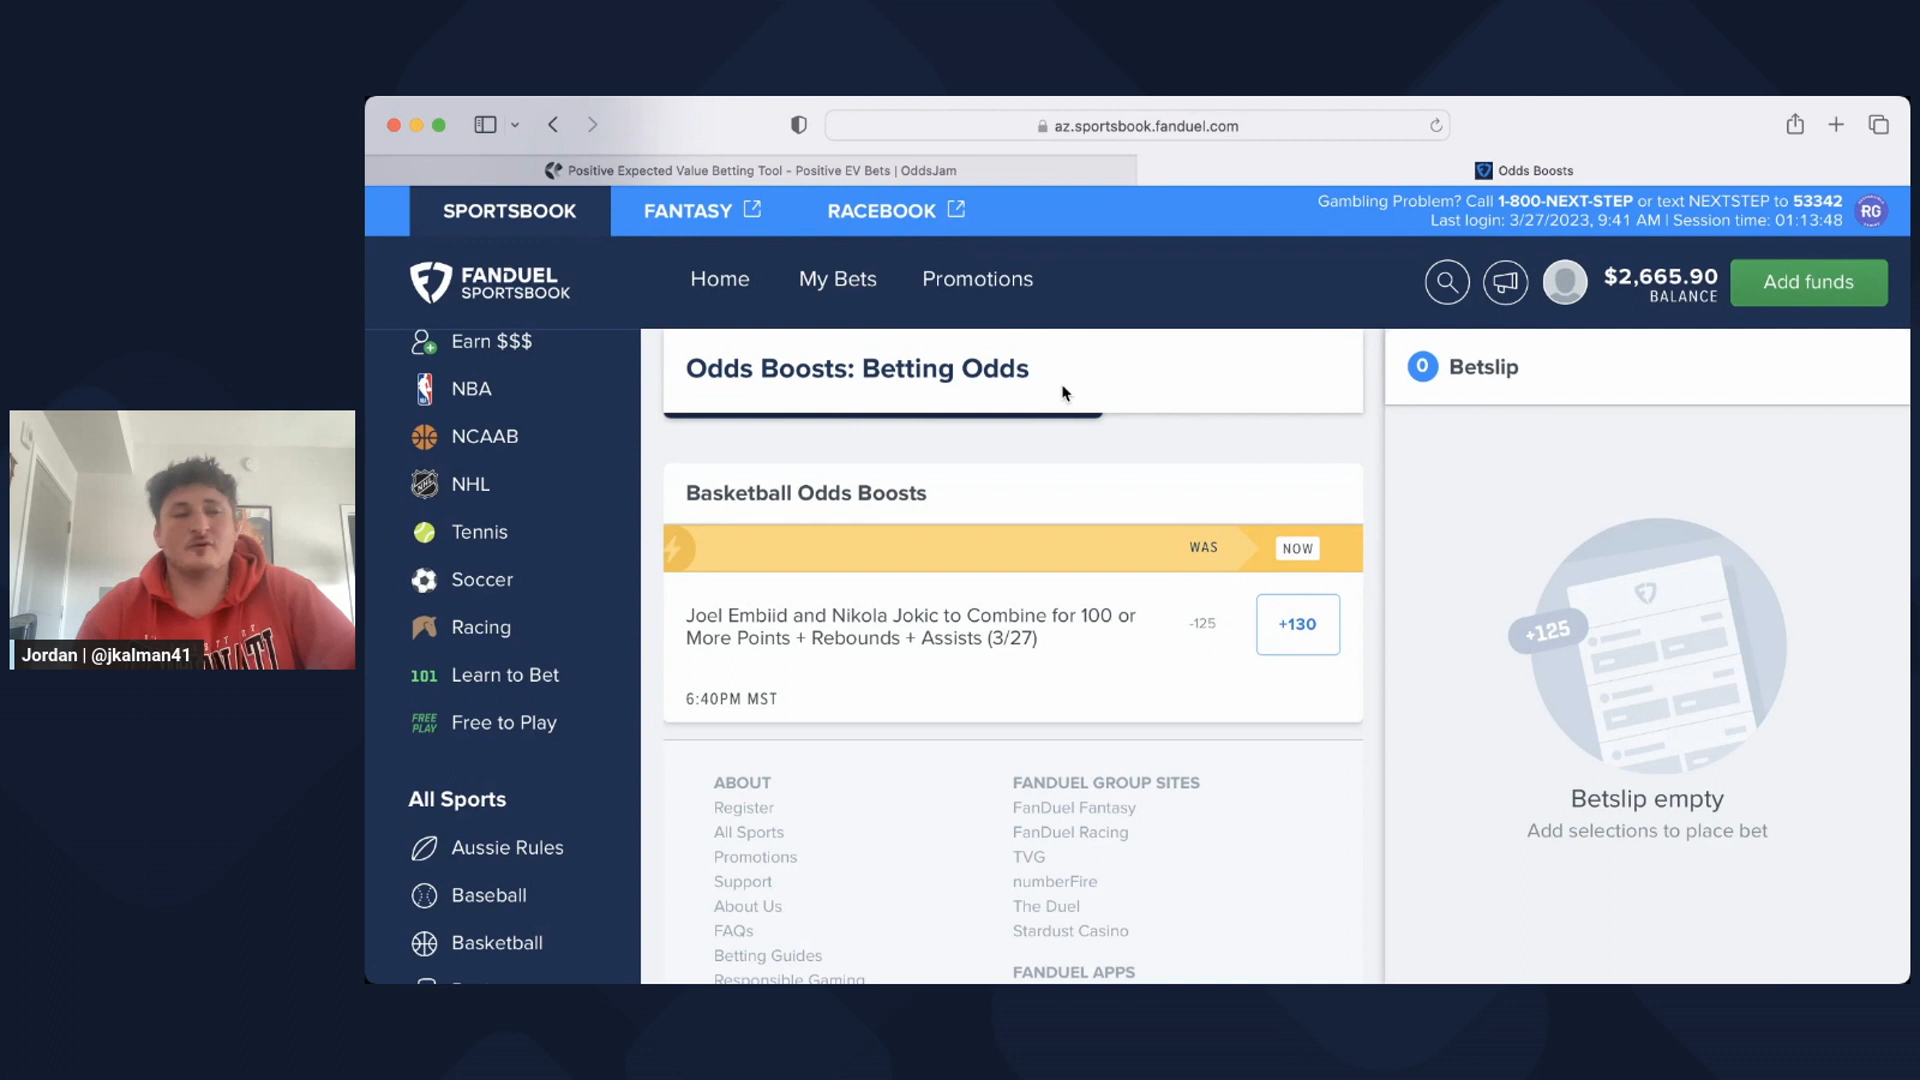 az.sportsbook.fanduel.com
Positive Expected Value Betting Tool - Positive EV Bets | OddsJam
Odds Boosts
SPORTSBOOK
FANTASY
RACEBOOK
Gambling Problem? Call 1-800-NEXT-STEP or text NEXTSTEP to 53342
Last login: 3/27/2023, 9:41 AM | Session time: 01:13:48
RG
FANDUEL
SPORTSBOOK
Home
My Bets
Promotions
$2,665.90
BALANCE
Add funds
Earn $$$
NBA
NCAAB
NHL
Tennis
Soccer
Racing
101 Learn to Bet
FREE PLAY Free to Play
All Sports
Aussie Rules
Baseball
Basketball
Odds Boosts: Betting Odds
Basketball Odds Boosts
WAS
NOW
Joel Embiid and Nikola Jokic to Combine for 100 or
More Points + Rebounds + Assists (3/27)
-125
+130
6:40PM MST
ABOUT
Register
All Sports
Promotions
Support
About Us
FAQs
Betting Guides
Responsible Gaming
FANDUEL GROUP SITES
FanDuel Fantasy
FanDuel Racing
TVG
numberFire
The Duel
Stardust Casino
FANDUEL APPS
0 Betslip
+125
Betslip empty
Add selections to place bet
Jordan | @jkalman41